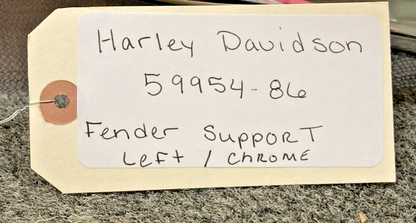 Harley Davidson
59954-86
Fender Support
Left / Chrome